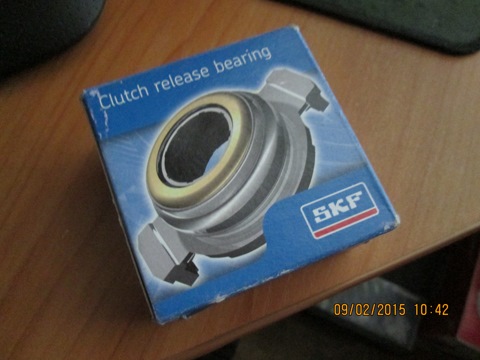 Clutch release bearing
SKF
09/02/2015 10:42